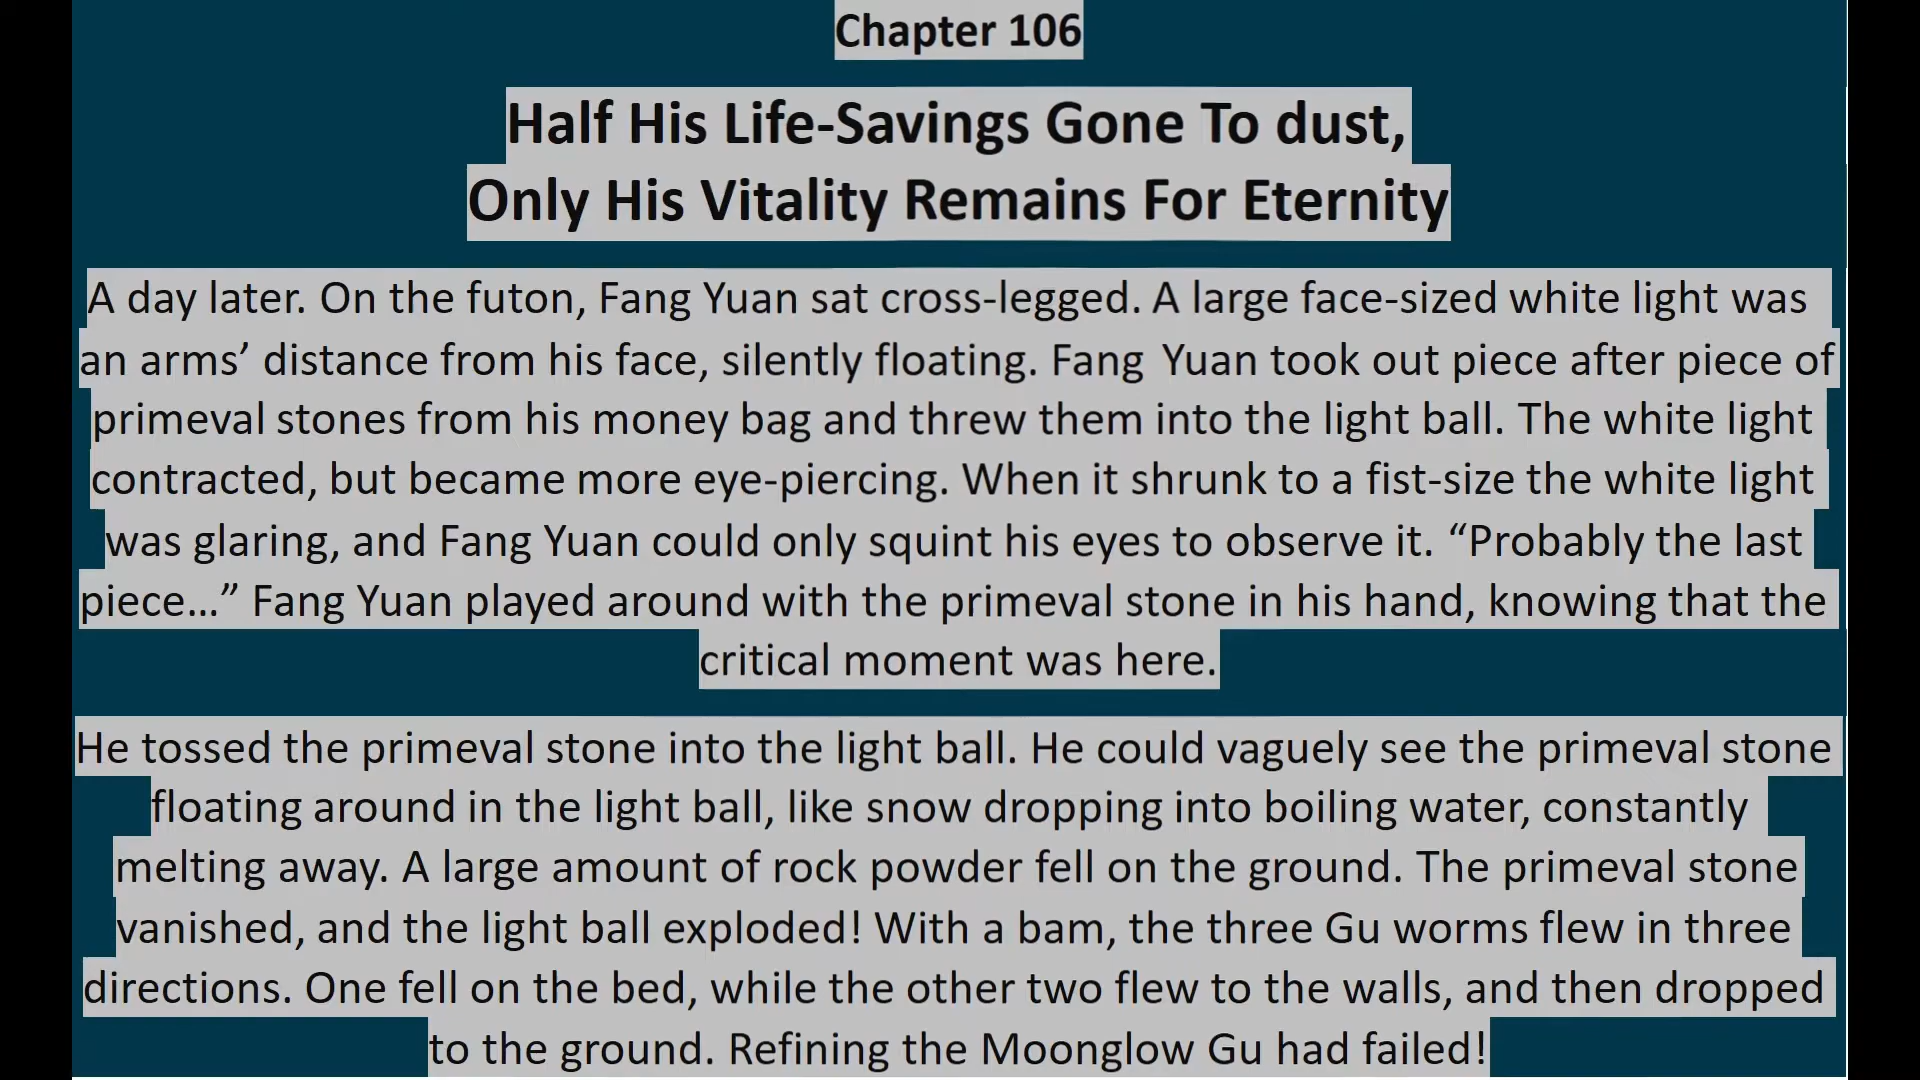 Chapter 106
Half His Life-Savings Gone To dust,
Only His Vitality Remains For Eternity
A day later. On the futon, Fang Yuan sat cross-legged. A large face-sized white light was
an arms’ distance from his face, silently floating. Fang Yuan took out piece after piece of
primeval stones from his money bag and threw them into the light ball. The white light
contracted, but became more eye-piercing. When it shrunk to a fist-size the white light
was glaring, and Fang Yuan could only squint his eyes to observe it. “Probably the last
piece…” Fang Yuan played around with the primeval stone in his hand, knowing that the
critical moment was here.
He tossed the primeval stone into the light ball. He could vaguely see the primeval stone
floating around in the light ball, like snow dropping into boiling water, constantly
melting away. A large amount of rock powder fell on the ground. The primeval stone
vanished, and the light ball exploded! With a bam, the three Gu worms flew in three
directions. One fell on the bed, while the other two flew to the walls, and then dropped
to the ground. Refining the Moonglow Gu had failed!